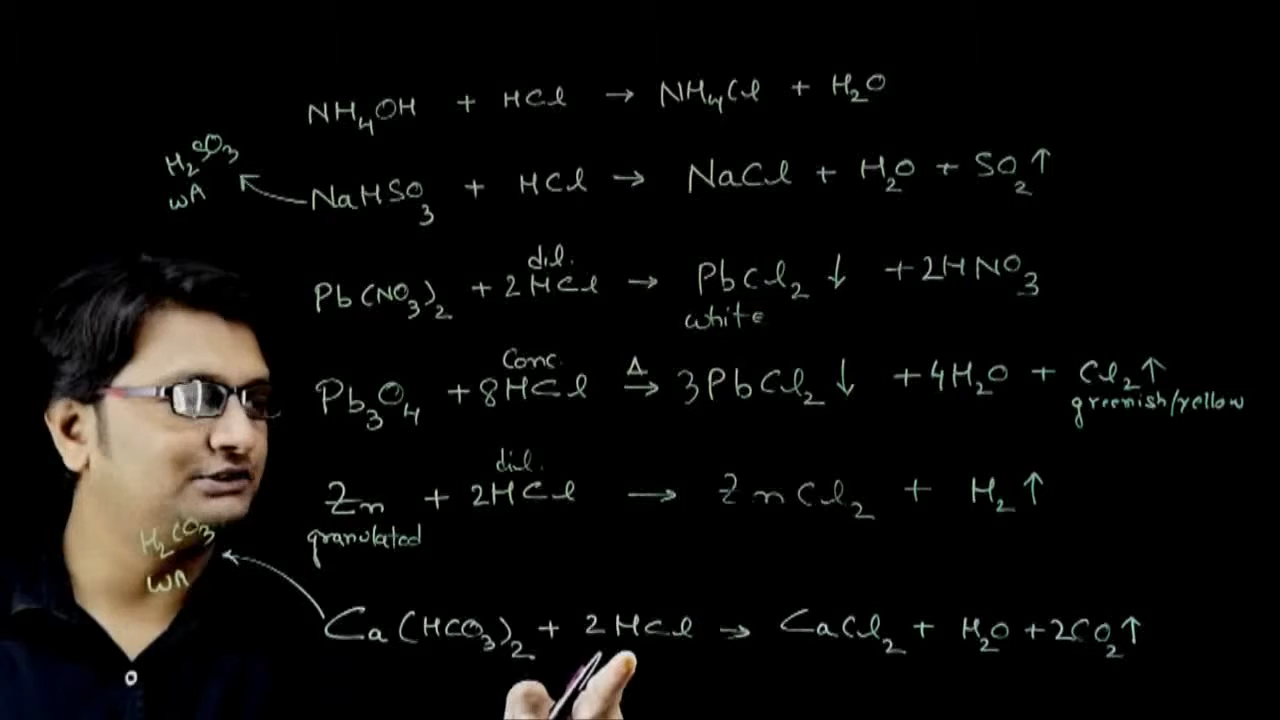 NH₄OH + HCl → NH₄Cl + H₂O
H₂SO₃
WA
NaHSO₃ + HCl → NaCl + H₂O + SO₂↑
dil.
Pb(NO₃)₂ + 2HCl → PbCl₂↓ + 2HNO₃
white
Conc. Δ
Pb₃O₄ + 8HCl → 3PbCl₂↓ + 4H₂O + Cl₂↑
greenish/yellow
dil.
Zn + 2HCl → ZnCl₂ + H₂↑
granulated
H₂CO₃
WA
Ca(HCO₃)₂ + 2HCl → CaCl₂ + H₂O + 2CO₂↑